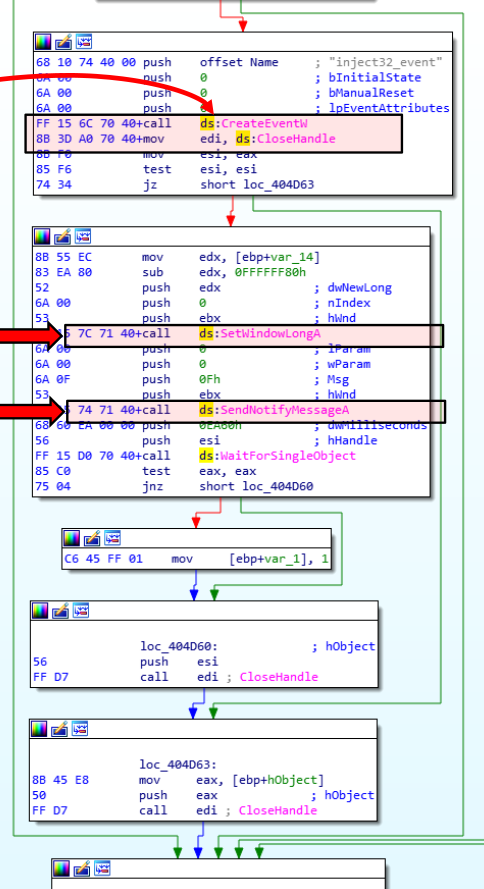 68 10 74 40 00 push offset Name ; "inject32_event"
6A 00 push 0 ; bInitialState
6A 00 push 0 ; bManualReset
6A 00 push 0 ; lpEventAttributes
FF 15 6C 70 40+call ds:CreateEventW
8B 3D A0 70 40+mov edi, ds:CloseHandle
8B F0 mov esi, eax
85 F6 test esi, esi
74 34 jz short loc_404D63
8B 55 EC mov edx, [ebp+var_14]
83 EA 80 sub edx, 0FFFFFF80h
52 push edx ; dwNewLong
6A 00 push 0 ; nIndex
53 push ebx ; hWnd
15 7C 71 40+call ds:SetWindowLongA
6A 00 push 0 ; lParam
6A 00 push 0 ; wParam
6A 0F push 0Fh ; Msg
53 push ebx ; hWnd
74 71 40+call ds:SendNotifyMessageA
68 60 EA 00 00 push 0EA60h ; dwMilliseconds
56 push esi ; hHandle
FF 15 D0 70 40+call ds:WaitForSingleObject
85 C0 test eax, eax
75 04 jnz short loc_404D60
C6 45 FF 01 mov [ebp+var_1], 1
loc_404D60: ; hObject
56 push esi
FF D7 call edi ; CloseHandle
loc_404D63:
8B 45 E8 mov eax, [ebp+hObject]
50 push eax ; hObject
FF D7 call edi ; CloseHandle